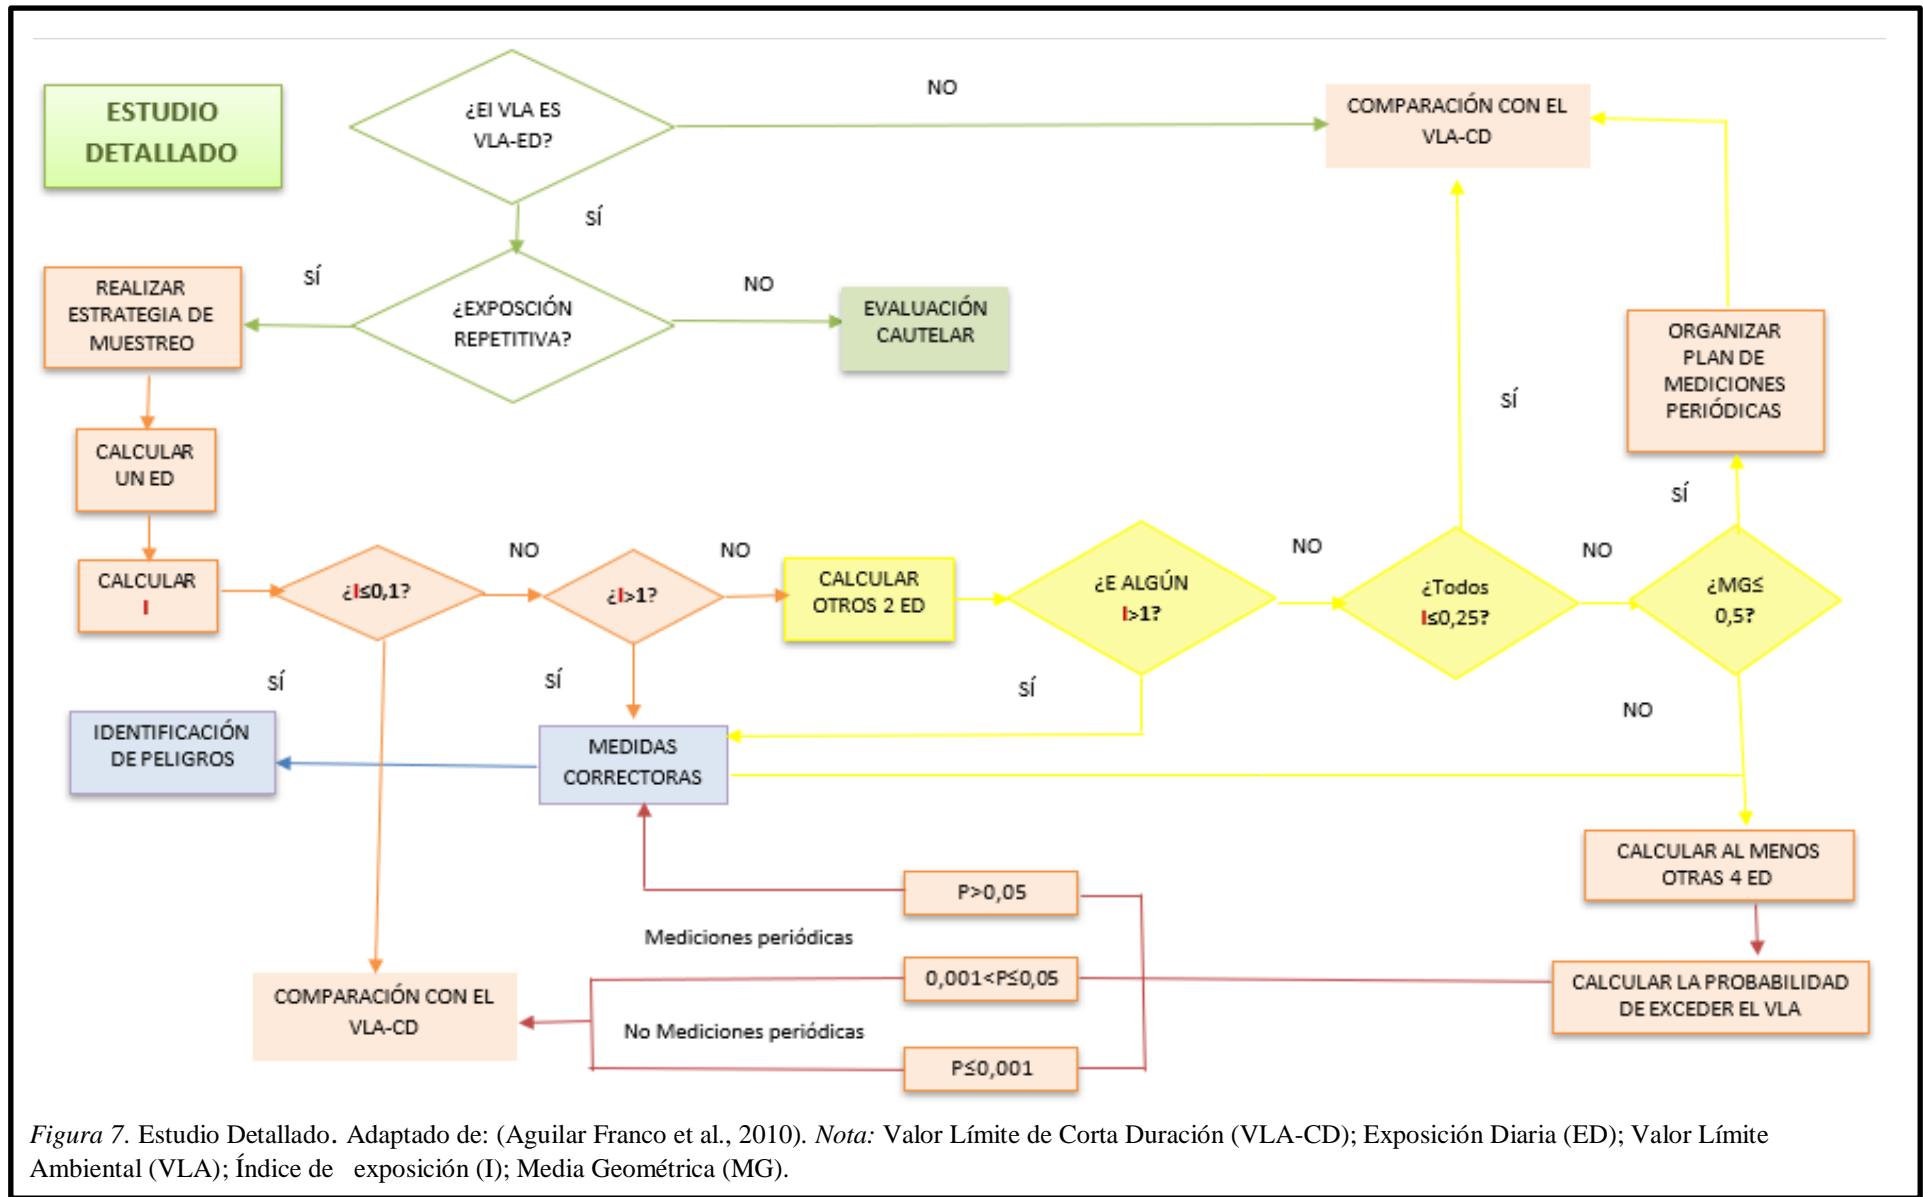 ESTUDIO
DETALLADO
¿El VLA ES
VLA-ED?
NO
COMPARACIÓN CON EL
VLA-CD
SÍ
¿EXPOSCIÓN
REPETITIVA?
SÍ
NO
EVALUACIÓN
CAUTELAR
REALIZAR
ESTRATEGIA DE
MUESTREO
CALCULAR
UN ED
CALCULAR
I
¿I≤0,1?
NO
¿I>1?
NO
CALCULAR
OTROS 2 ED
¿E ALGÚN
I>1?
NO
¿Todos
I≤0,25?
NO
¿MG≤
0,5?
SÍ
SÍ
ORGANIZAR
PLAN DE
MEDICIONES
PERIÓDICAS
SÍ
SÍ
SÍ
NO
IDENTIFICACIÓN
DE PELIGROS
MEDIDAS
CORRECTORAS
CALCULAR AL MENOS
OTRAS 4 ED
CALCULAR LA PROBABILIDAD
DE EXCEDER EL VLA
P>0,05
Mediciones periódicas
0,001<P≤0,05
No Mediciones periódicas
P≤0,001
COMPARACIÓN CON EL
VLA-CD
Figura 7. Estudio Detallado. Adaptado de: (Aguilar Franco et al., 2010). Nota: Valor Límite de Corta Duración (VLA-CD); Exposición Diaria (ED); Valor Límite
Ambiental (VLA); Índice de exposición (I); Media Geométrica (MG).